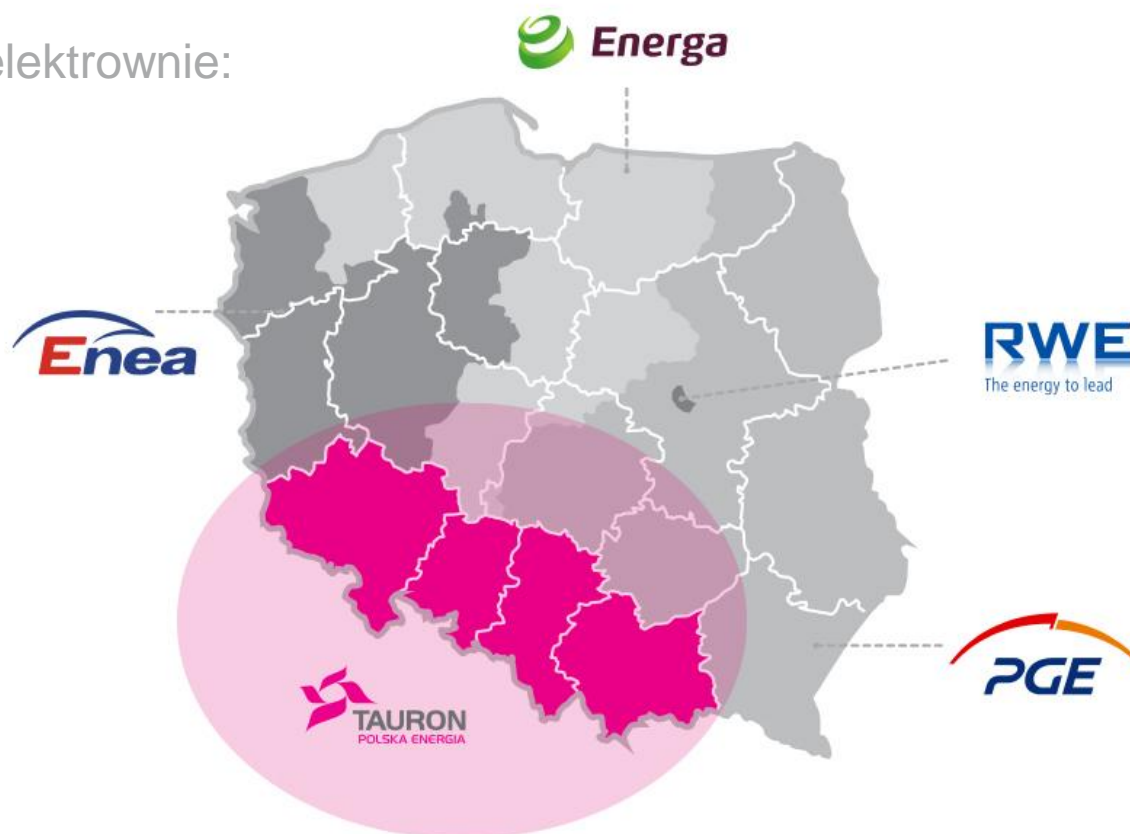 elektrownie:
Energa
Enea
RWE
The energy to lead
PGE
TAURON
POLSKA ENERGIA